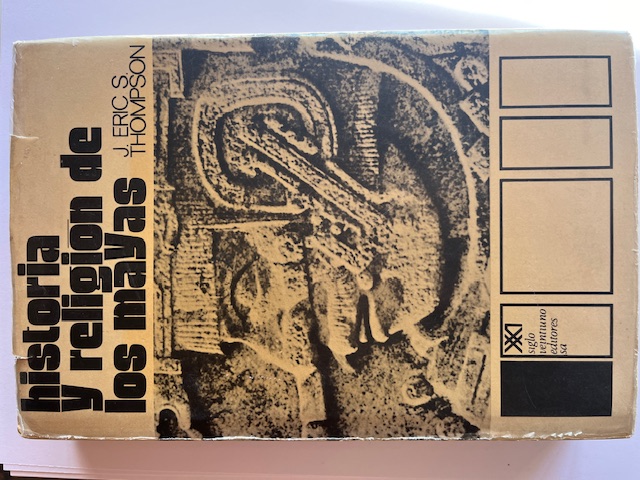 historia
y religion de
los mayas
J. ERIC S.
THOMPSON
siglo
veintiuno
editores
sa